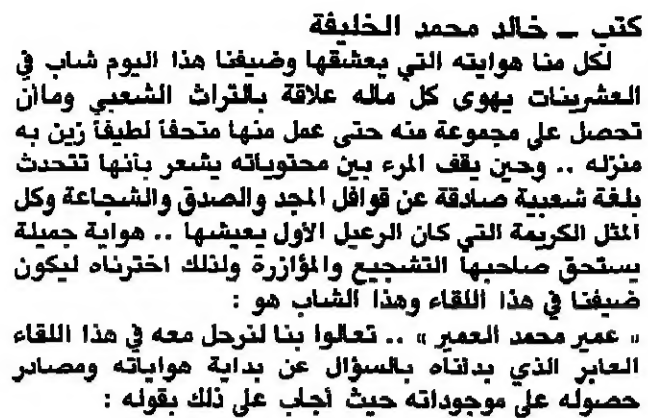 كتب ــ خالد محمد الخليفة
لكل منا هوايته التي يعشقها وضيفنا هذا اليوم شاب في
العشرينات يهوى كل ماله علاقة بالتراث الشعبي وماأن
تحصل على مجموعة منه حتى عمل منها متحفاً لطيفاً زين به
منزله .. وحين يقف المرء بين محتوياته يشعر بأنها تتحدث
بلغة شعبية صادقة عن قوافل المجد والصدق والشجاعة وكل
المثل الكريمة التي كان الرعيل الأول يعيشها .. هواية جميلة
يستحق صاحبها التشجيع والمؤازرة ولذلك اخترناه ليكون
ضيفنا في هذا اللقاء وهذا الشاب هو :
« عمير محمد العمير » .. تعالوا بنا لنرحل معه في هذا اللقاء
العابر الذي بدئناه بالسؤال عن بداية هواياته ومصادر
حصوله على موجوداته حيث أجاب على ذلك بقوله :